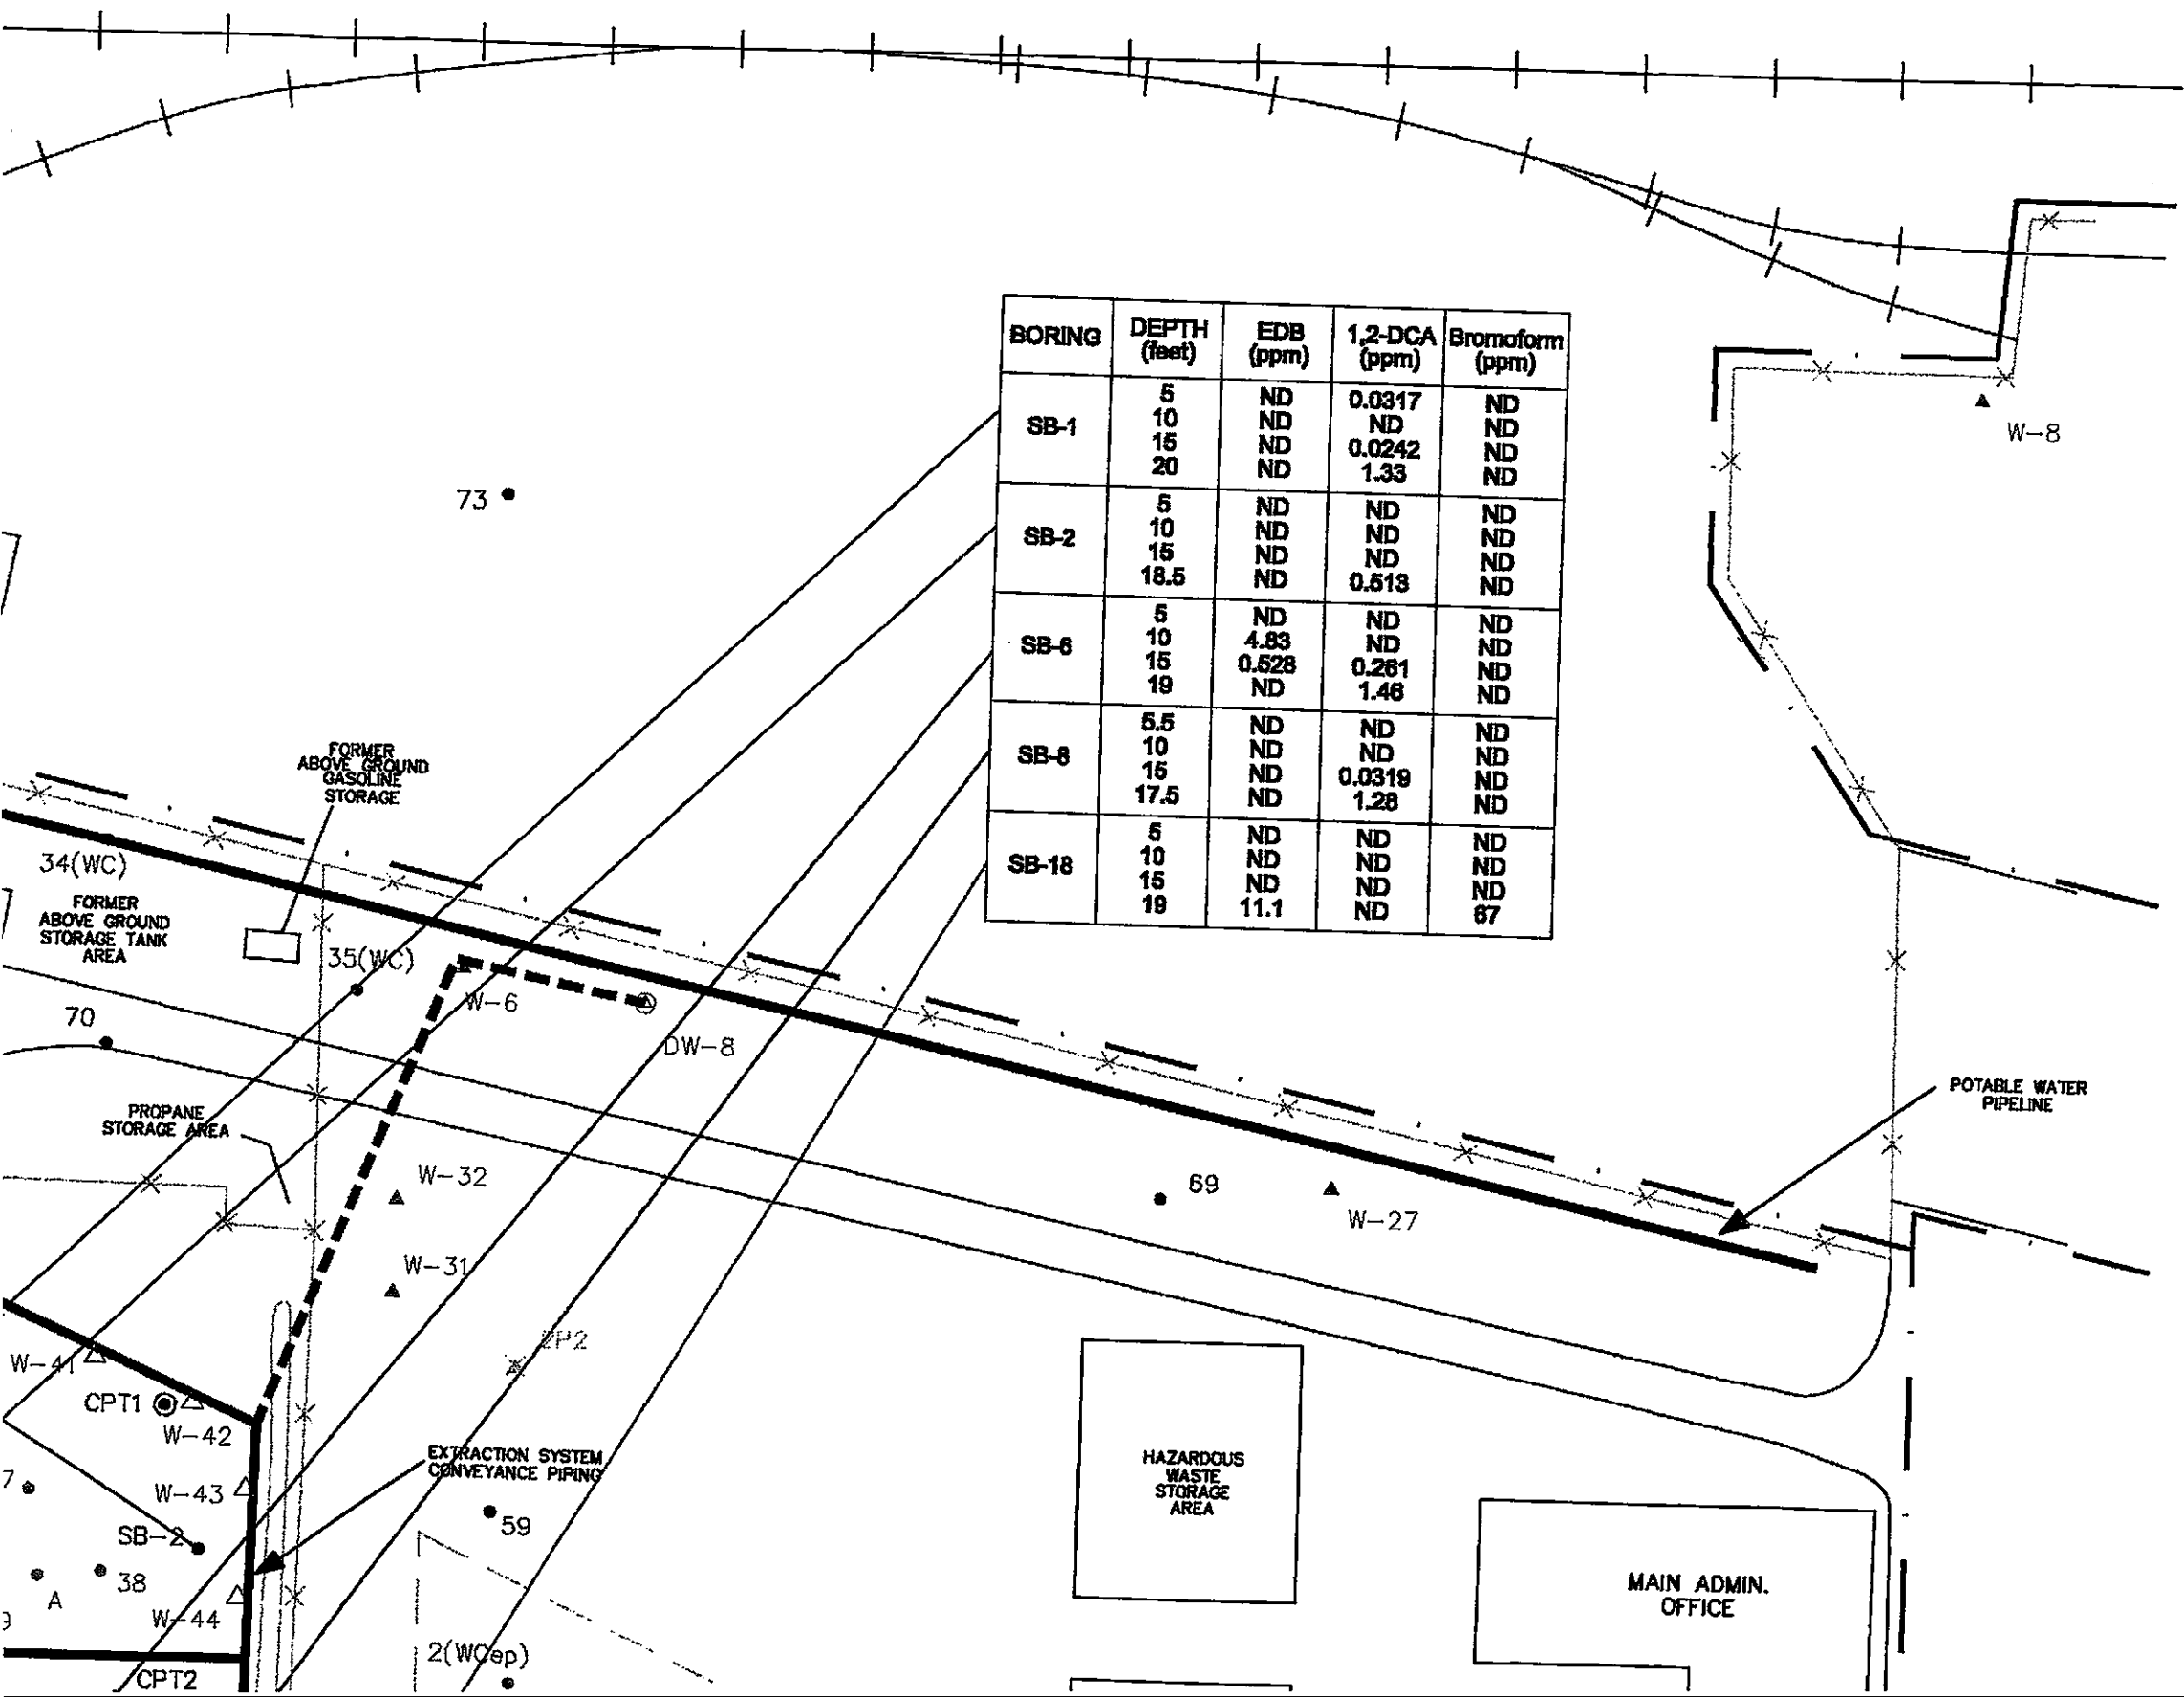 BORING DEPTH (feet) EDB (ppm) 1,2-DCA (ppm) Bromoform (ppm)
SB-1 5 ND 0.0317 ND
10 ND ND ND
15 ND 0.0242 ND
20 ND 1.33 ND
SB-2 5 ND ND ND
10 ND ND ND
15 ND ND ND
18.5 ND 0.513 ND
SB-6 5 ND ND ND
10 4.83 ND ND
15 0.528 0.261 ND
19 ND 1.46 ND
SB-8 5.5 ND ND ND
10 ND ND ND
15 ND 0.0319 ND
17.5 ND 1.28 ND
SB-18 5 ND ND ND
10 ND ND ND
15 ND ND ND
19 11.1 ND 67
W-8
73
FORMER
ABOVE GROUND
GASOLINE
STORAGE
34(WC)
FORMER
ABOVE GROUND
STORAGE TANK
AREA
35(WC)
W-6
70
DW-8
PROPANE
STORAGE AREA
POTABLE WATER
PIPELINE
W-32
69
W-27
W-31
W-41
CPT1
W-42
EXTRACTION SYSTEM
CONVEYANCE PIPING
HAZARDOUS
WASTE
STORAGE
AREA
7
W-43
59
SB-2
38
A
W-44
MAIN ADMIN.
OFFICE
2(WCep)
CPT2